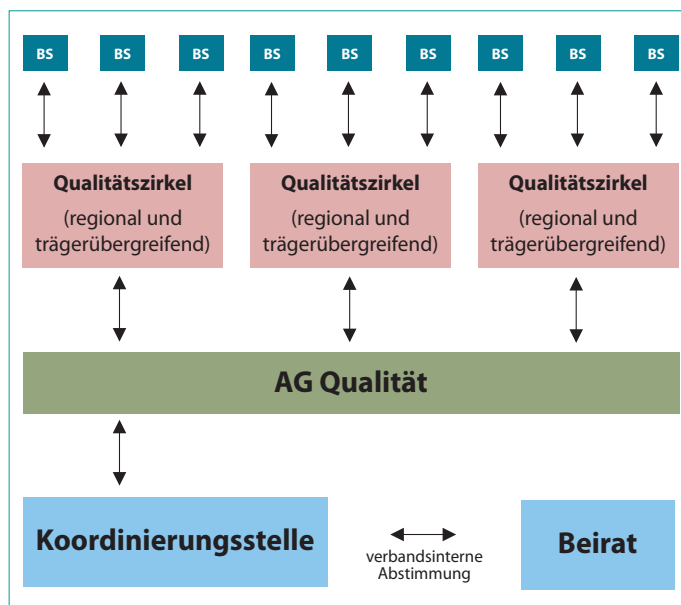 BS BS BS BS BS BS BS BS BS
Qualitätszirkel
(regional und
trägerübergreifend)
Qualitätszirkel
(regional und
trägerübergreifend)
Qualitätszirkel
(regional und
trägerübergreifend)
AG Qualität
Koordinierungsstelle
verbandsinterne
Abstimmung
Beirat